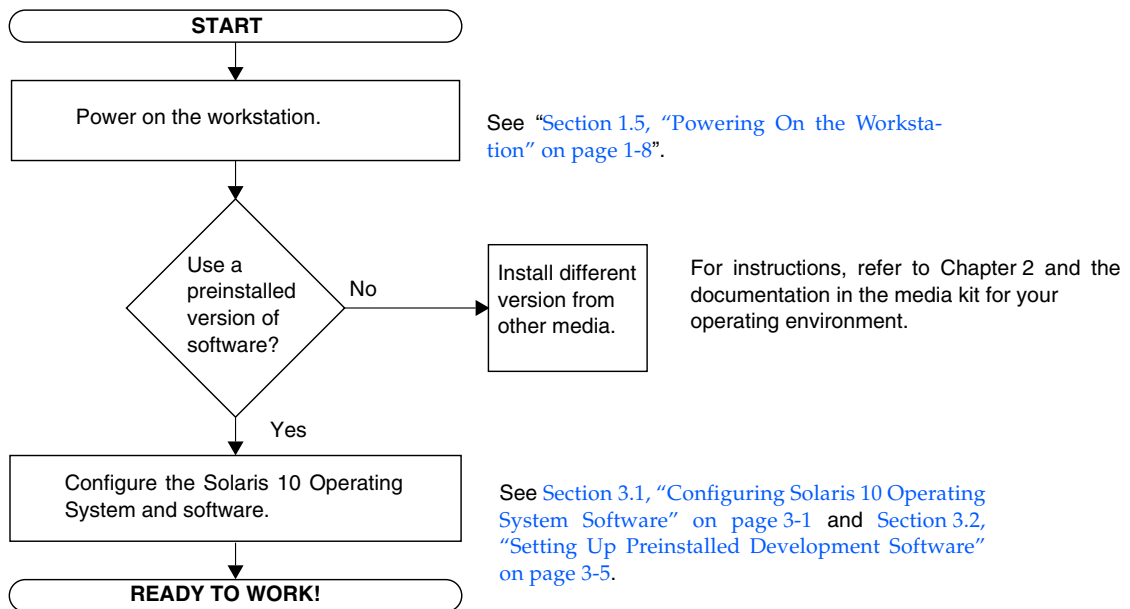 START
Power on the workstation.
See “Section 1.5, “Powering On the Worksta-
tion” on page 1-8”.
Use a
preinstalled
version of
software?
No
Install different
version from
other media.
For instructions, refer to Chapter 2 and the
documentation in the media kit for your
operating environment.
Yes
Configure the Solaris 10 Operating
System and software.
See Section 3.1, “Configuring Solaris 10 Operating
System Software” on page 3-1 and Section 3.2,
“Setting Up Preinstalled Development Software”
on page 3-5.
READY TO WORK!